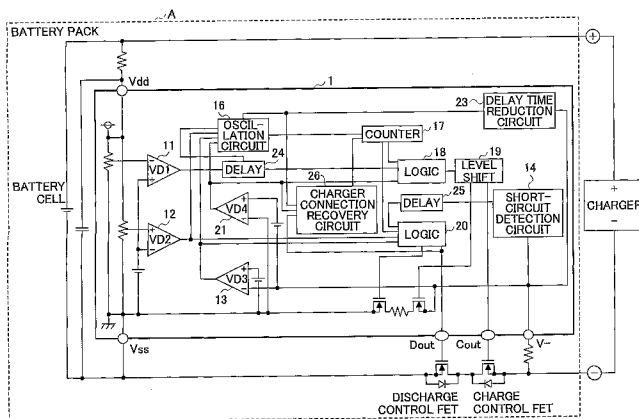 A
BATTERY PACK
+
Vdd
1
16
OSCIL-
LATION
CIRCUIT
17
COUNTER
23
DELAY TIME
REDUCTION
CIRCUIT
11
VD1
24
DELAY
18
LOGIC
19
LEVEL
SHIFT
14
SHORT-
CIRCUIT
DETECTION
CIRCUIT
26
CHARGER
CONNECTION
RECOVERY
CIRCUIT
25
DELAY
BATTERY
CELL
12
VD2
VD4
21
LOGIC
20
+
CHARGER
−
VD3
13
Vss
Dout
Cout
V−
−
DISCHARGE
CONTROL FET
CHARGE
CONTROL FET